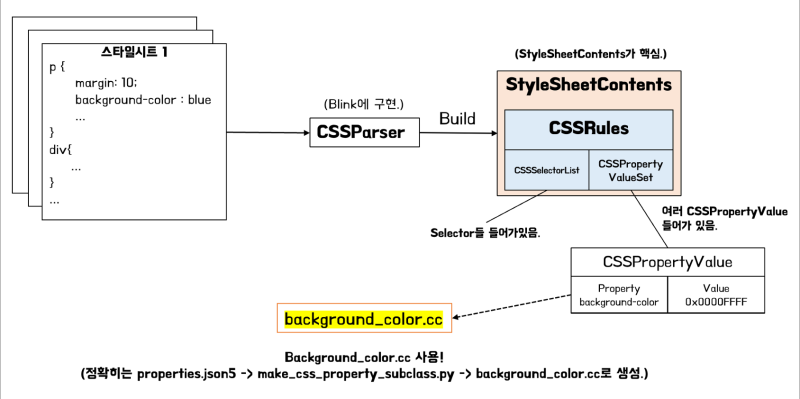 스타일시트 1
p {
margin: 10;
background-color : blue
...
}
div{
...
}
...
(Blink에 구현.)
CSSParser
Build
(StyleSheetContents가 핵심.)
StyleSheetContents
CSSRules
CSSSelectorList
CSSProperty
ValueSet
Selector들 들어가있음.
여러 CSSPropertyValue
들어가 있음.
CSSPropertyValue
Property
background-color
Value
0x0000FFFF
background_color.cc
Background_color.cc 사용!
(정확히는 properties.json5 -> make_css_property_subclass.py -> background_color.cc로 생성.)